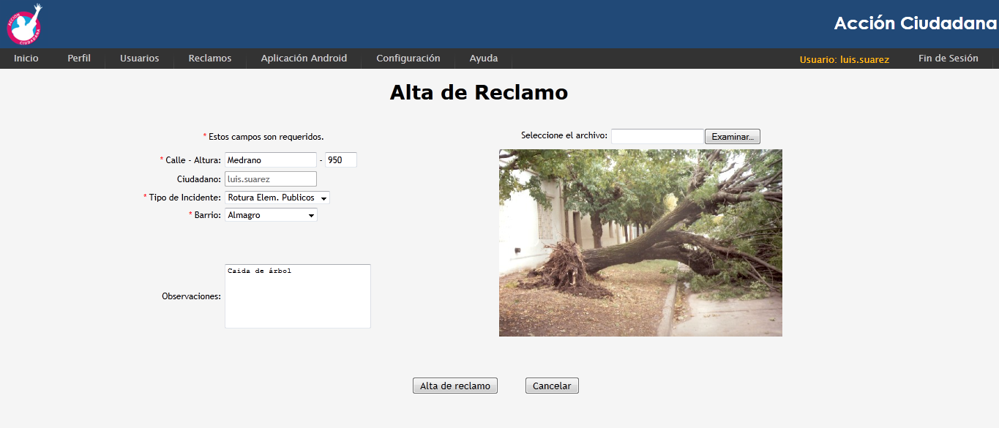 ACCION
CIUDADANA
Acción Ciudadana
Inicio Perfil Usuarios Reclamos Aplicación Android Configuración Ayuda Usuario: luis.suarez Fin de Sesión
Alta de Reclamo
* Estos campos son requeridos.
Seleccione el archivo: Examinar...
* Calle - Altura: Medrano - 950
Ciudadano: luis.suarez
* Tipo de Incidente: Rotura Elem. Publicos
* Barrio: Almagro
Observaciones: Caida de árbol
Alta de reclamo Cancelar